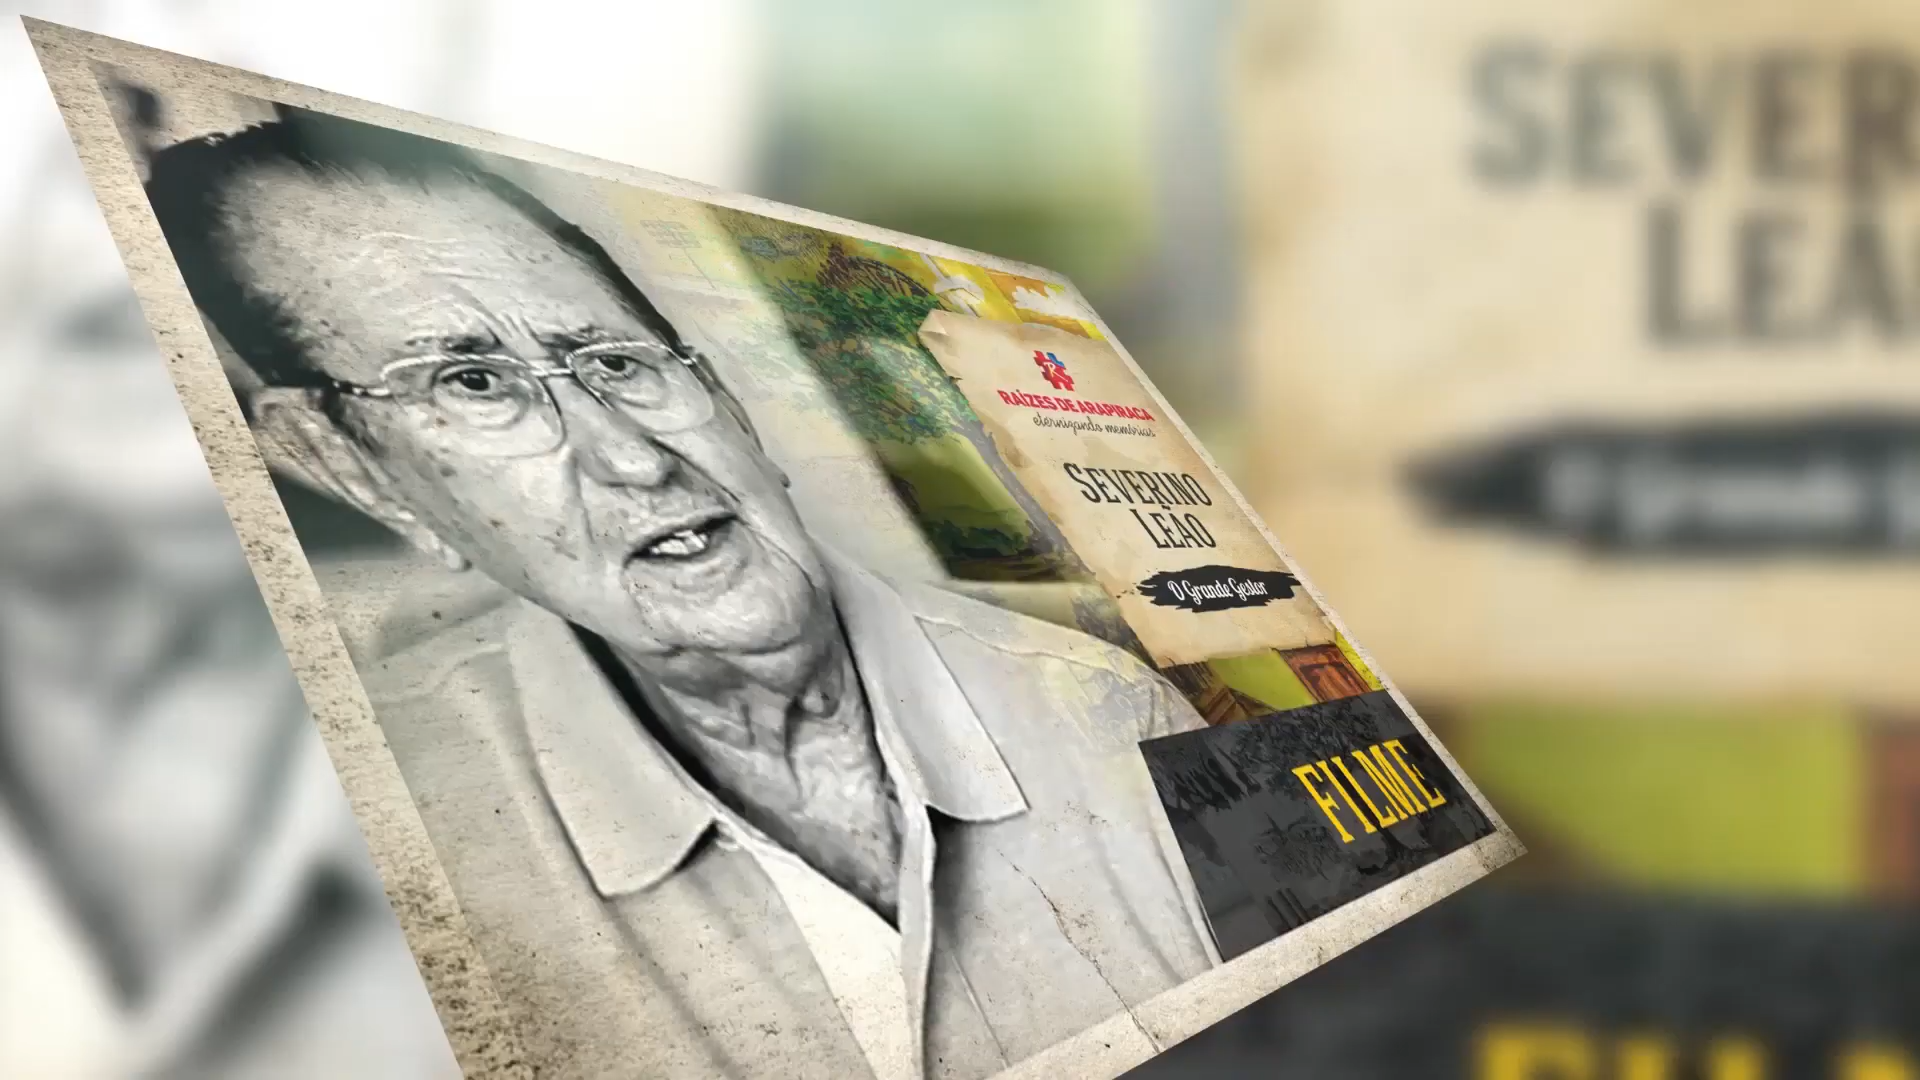 RAÍZES DE ARAPIRACA
eternizando memórias
SEVERINO
LEÃO
O Grande Gestor
FILME